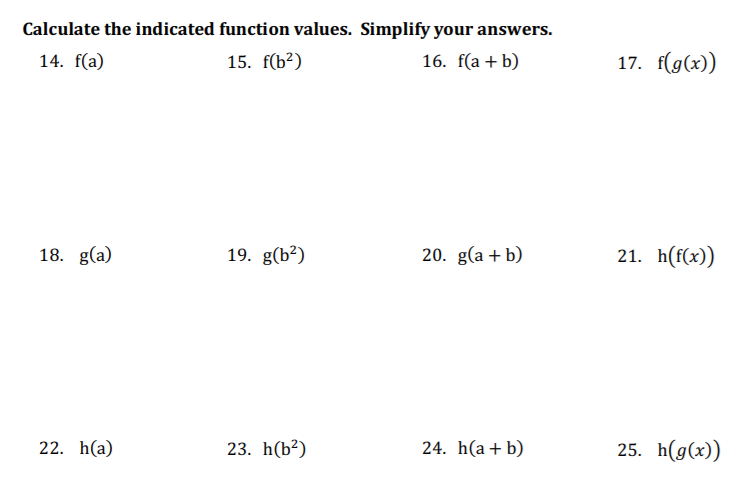 Calculate the indicated function values. Simplify your answers.
14. f(a) 15. f(b²) 16. f(a + b) 17. f(g(x))
18. g(a) 19. g(b²) 20. g(a + b) 21. h(f(x))
22. h(a) 23. h(b²) 24. h(a + b) 25. h(g(x))